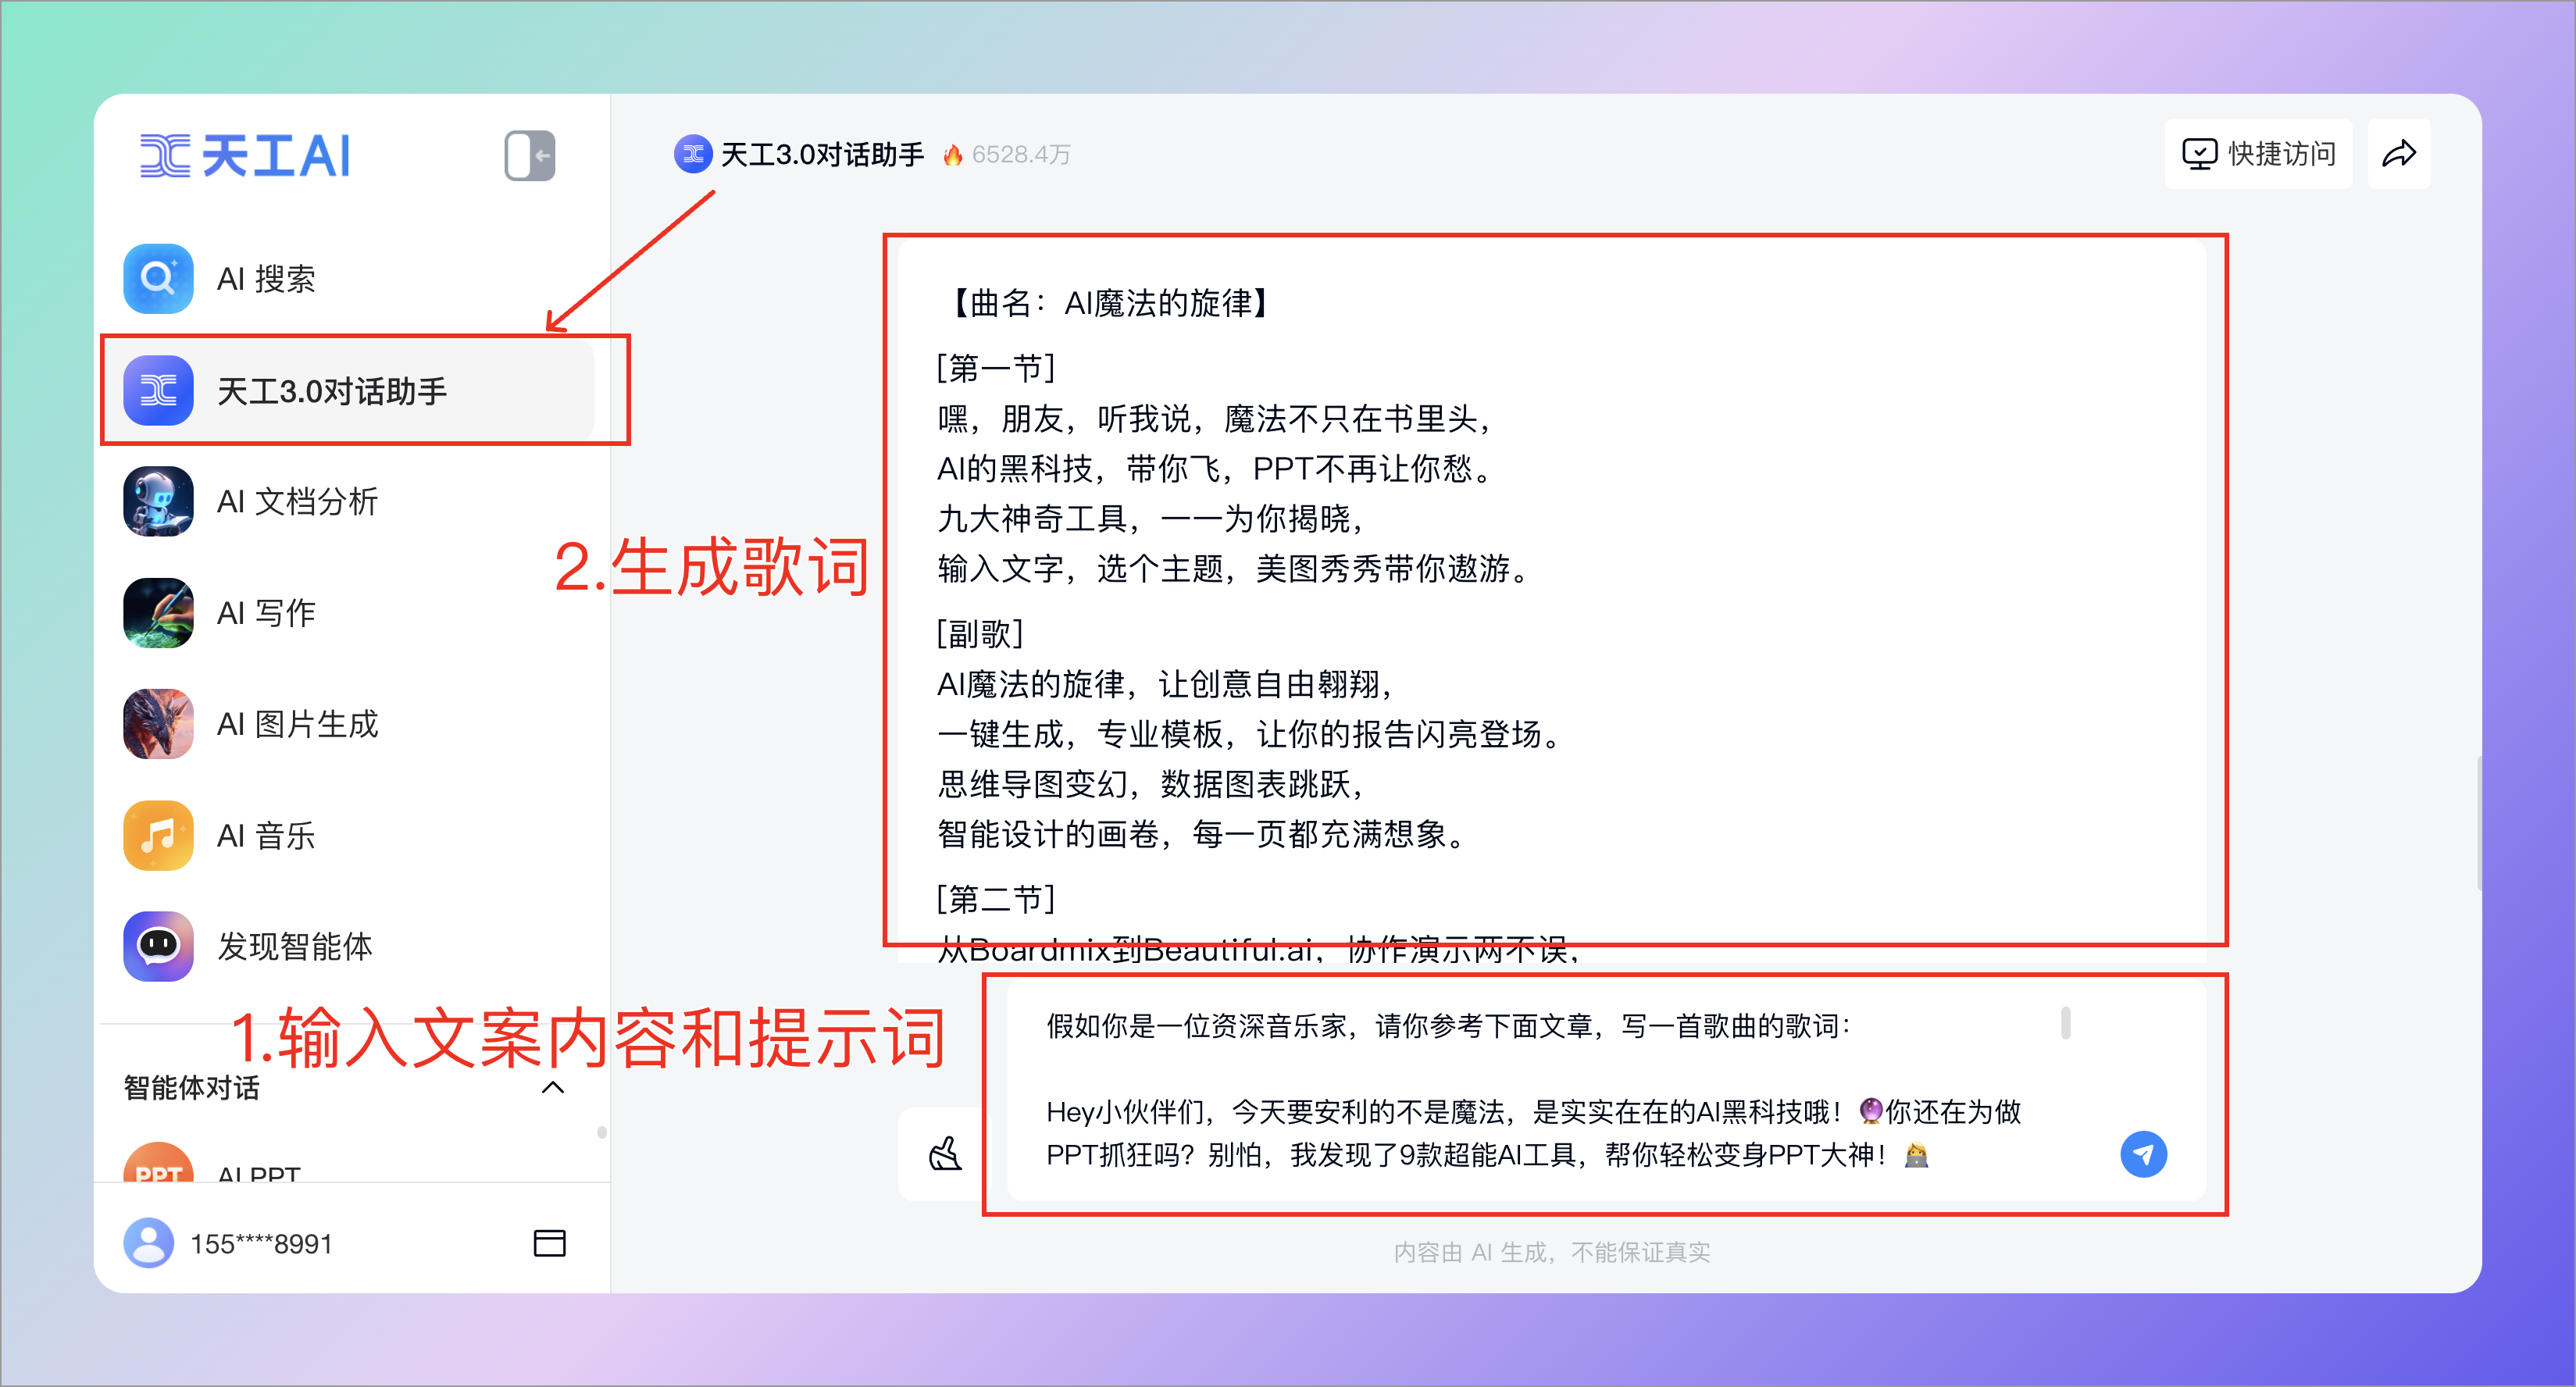 天工AI
AI 搜索
天工3.0对话助手
AI 文档分析
AI 写作
AI 图片生成
AI 音乐
发现智能体
智能体对话
PPT
AI PPT
155****8991
天工3.0对话助手 🔥 6528.4万
快捷访问
【曲名：AI魔法的旋律】
[第一节]
嘿，朋友，听我说，魔法不只在书里头，
AI的黑科技，带你飞，PPT不再让你愁。
九大神奇工具，一一为你揭晓，
输入文字，选个主题，美图秀秀带你遨游。
[副歌]
AI魔法的旋律，让创意自由翱翔，
一键生成，专业模板，让你的报告闪亮登场。
思维导图变幻，数据图表跳跃，
智能设计的画卷，每一页都充满想象。
[第二节]
从Boardmix到Beautiful.ai，协作演示两不误，
2.生成歌词
1.输入文案内容和提示词
假如你是一位资深音乐家，请你参考下面文章，写一首歌曲的歌词：
Hey小伙伴们，今天要安利的不是魔法，是实实在在的AI黑科技哦！🔮你还在为做
PPT抓狂吗？别怕，我发现了9款超能AI工具，帮你轻松变身PPT大神！👩‍💻
内容由 AI 生成，不能保证真实